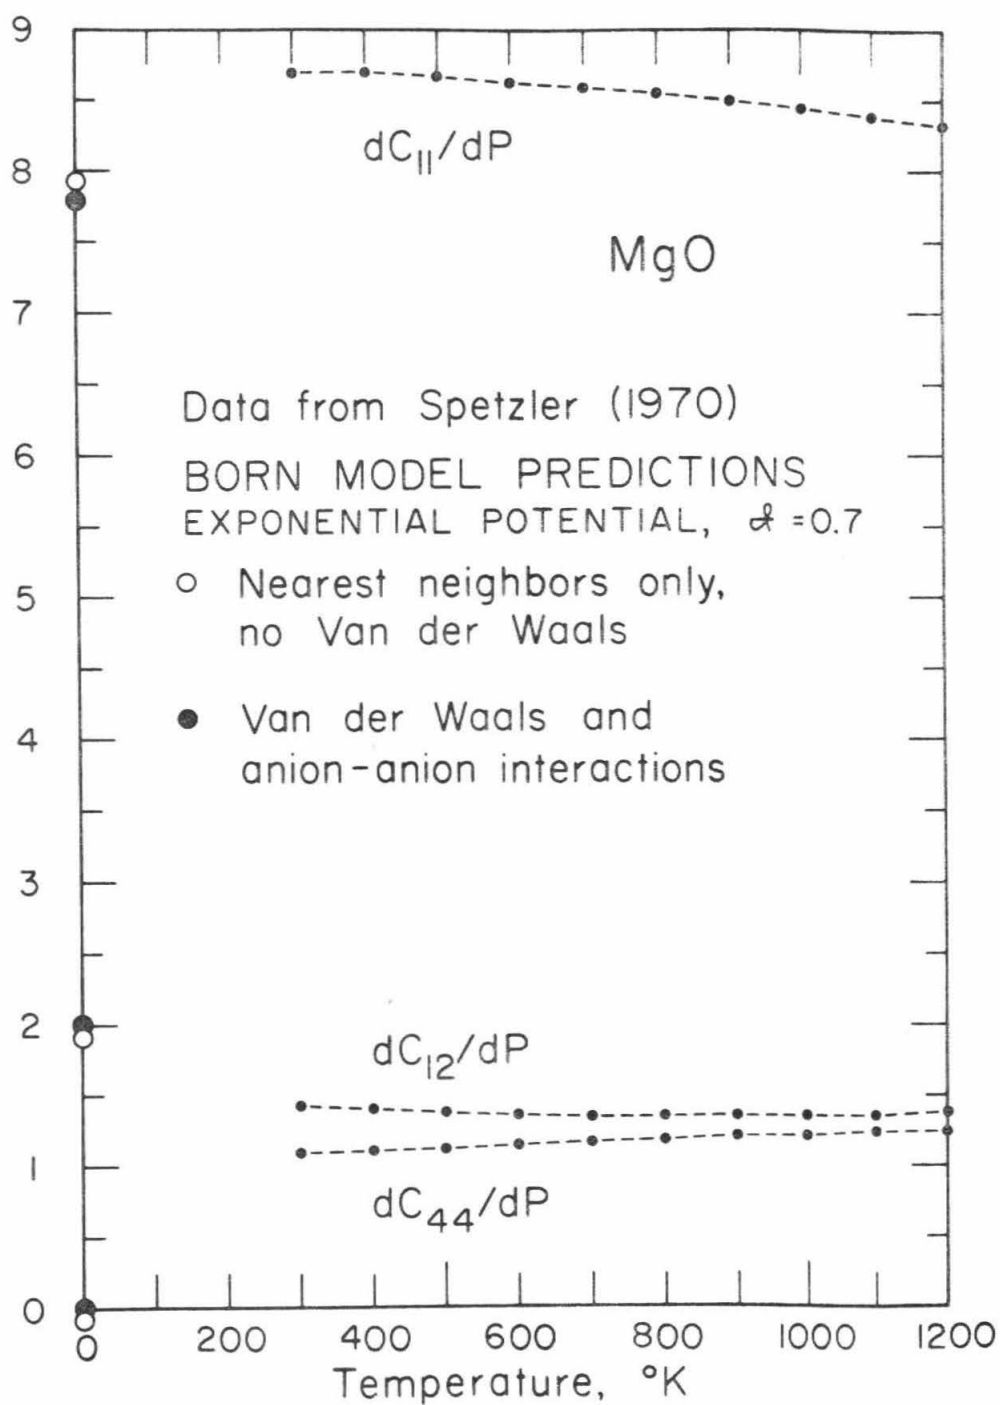 9
8
7
6
5
4
3
2
1
0
dC₁₁/dP
MgO
Data from Spetzler (1970)
BORN MODEL PREDICTIONS
EXPONENTIAL POTENTIAL, =0.7
Nearest neighbors only,
no Van der Waals
Van der Waals and
anion-anion interactions
dC₁₂/dP
dC₄₄/dP
0 200 400 600 800 1000 1200
Temperature, °K